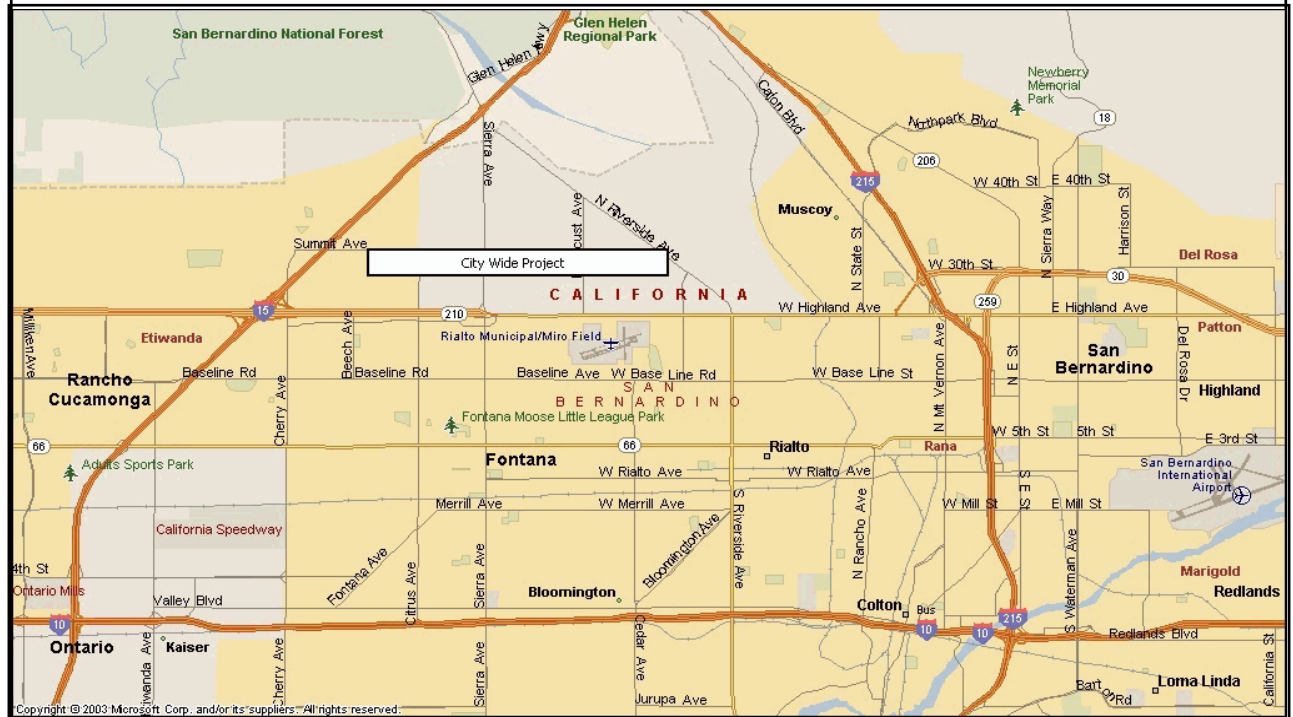 San Bernardino National Forest
Glen Helen
Regional Park
Glen Helen Pkwy
Newberry
Memorial
Park
18
Cajon Blvd
Northpark Blvd
206
Sierra Ave
215
W 40th St
E 40th St
N Riverside Ave
Muscoy
Harrison St
N Sierra Way
N State St
ocust Ave
Summit Ave
City Wide Project
W 30th St
Del Rosa
30
CALIFORNIA
W Highland Ave
259
E Highland Ave
15
210
Milliken Ave
Etiwanda
Beech Ave
Rialto Municipal/Miro Field
N Mt Vernon Ave
N E St
San
Bernardino
Patton
Del Rosa Dr
Rancho
Cucamonga
Baseline Rd
Cherry Ave
Baseline Rd
Baseline Ave
W Base Line Rd
W Base Line St
SAN
BERNARDINO
Highland
Fontana Moose Little League Park
66
66
Rialto
Rana
W 5th St
5th St
E 3rd St
Adults Sports Park
Fontana
W Rialto Ave
W Rialto Ave
San Bernardino
International
Airport
S E St
Merrill Ave
W Merrill Ave
S Riverside Ave
W Mill St
E Mill St
California Speedway
Bloomington Ave
N Rancho Ave
S Waterman Ave
4th St
Fontana Ave
Citrus Ave
Sierra Ave
Marigold
Ontario Mills
Valley Blvd
Bloomington
Colton
Bus
Redlands
10
10
10
215
Redlands Blvd
Ontario
Kaiser
Etiwanda Ave
Cherry Ave
Sierra Ave
Cedar Ave
California St
Jurupa Ave
Barton Rd
Loma Linda
Copyright © 2003 Microsoft Corp. and/or its suppliers. All rights reserved.